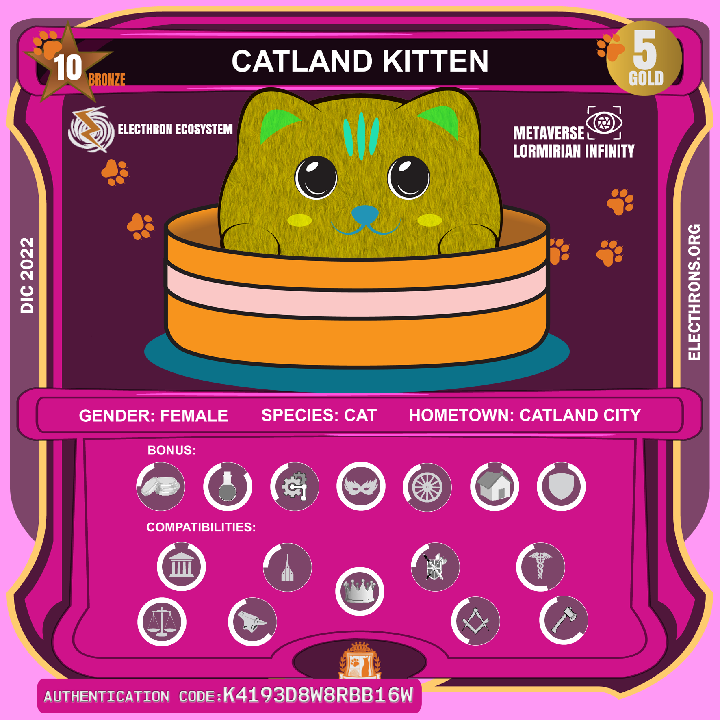 10
BRONZE
CATLAND KITTEN
5
GOLD
ELECTHRON ECOSYSTEM
METAVERSE
LORMIRIAN INFINITY
DIC 2022
ELECTHRONS.ORG
GENDER: FEMALE SPECIES: CAT HOMETOWN: CATLAND CITY
BONUS:
COMPATIBILITIES:
AUTHENTICATION CODE:K4193D8W8RBB16W